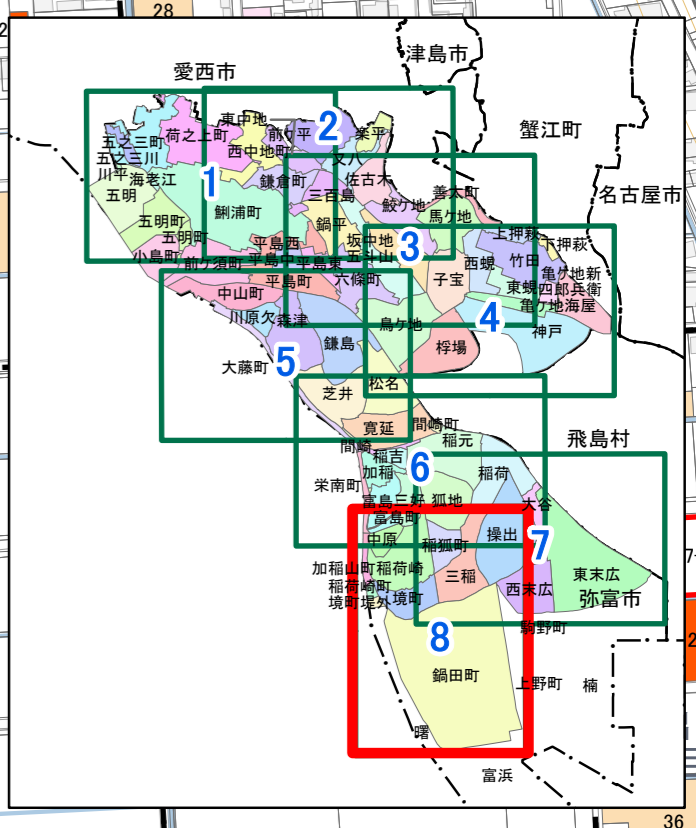 28
津島市
愛西市
蟹江町
名古屋市
東中地
前ケ平
2
楽平
五之三町
荷之上町
西中地町
又八
五之三川平
海老江
1
鎌倉町
佐古木
五明
三百島
善太町
鮫ケ地
馬ケ地
鯏浦町
鍋平
五明町
五明町
坂中地
3
上押萩
下押萩
平島西
五斗山
西蜆
竹田
小島町
前ケ須町
平島中
平島東
亀ケ地新
平島町
六條町
子宝
東蜆
四郎兵衛
中山町
亀ケ地海屋
川原欠
森津
鳥ケ地
4
神戸
鎌島
5
稃場
大藤町
松名
芝井
寛延
間崎町
間崎
稲元
飛島村
稲吉
6
加稲
稲荷
栄南町
大谷
富島
三好
狐地
富島町
操出
中原
稲狐町
7
加稲山町
稲荷崎
三稲
東末広
稲荷崎町
西末広
弥富市
境町堤外
境町
8
駒野町
鍋田町
上野町
楠
曙
富浜
36